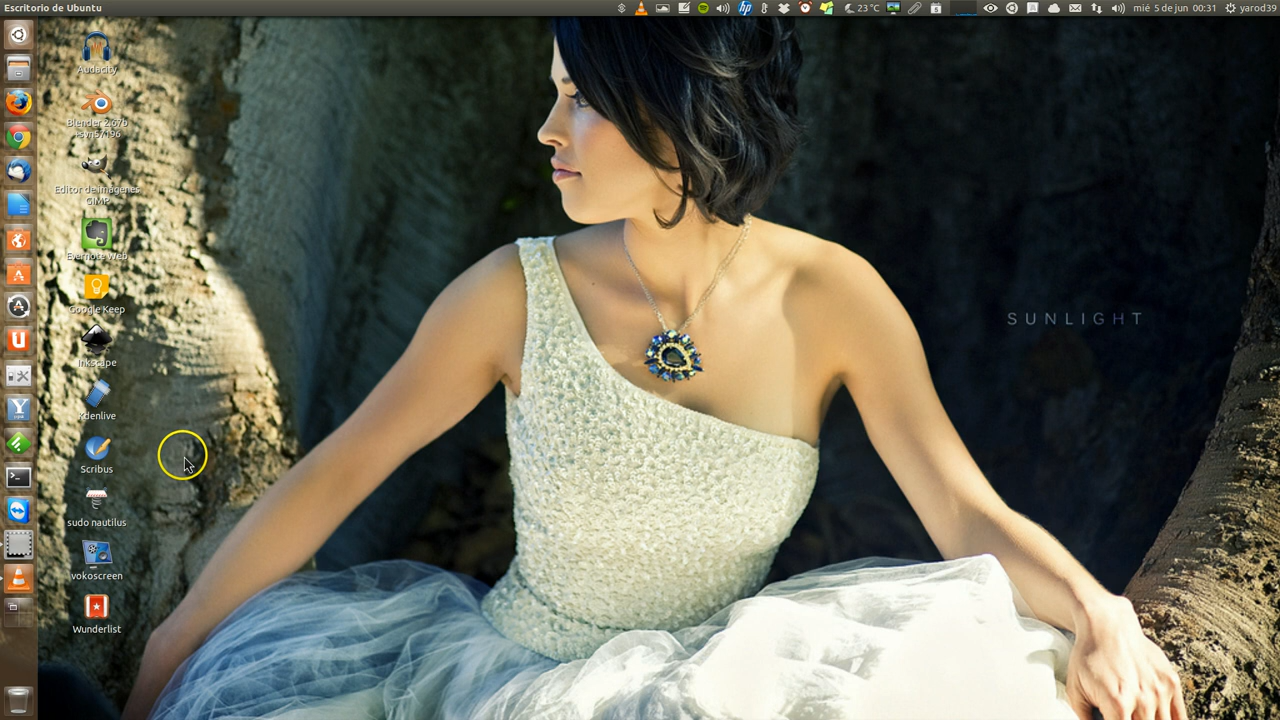 Escritorio de Ubuntu
23 °C
mié 5 de jun 00:31
yarod39
Audacity
Blender 2.67b
+svn57196
Editor de imágenes
GIMP
Evernote Web
Google Keep
Inkscape
Kdenlive
Scribus
sudo nautilus
vokoscreen
Wunderlist
SUNLIGHT